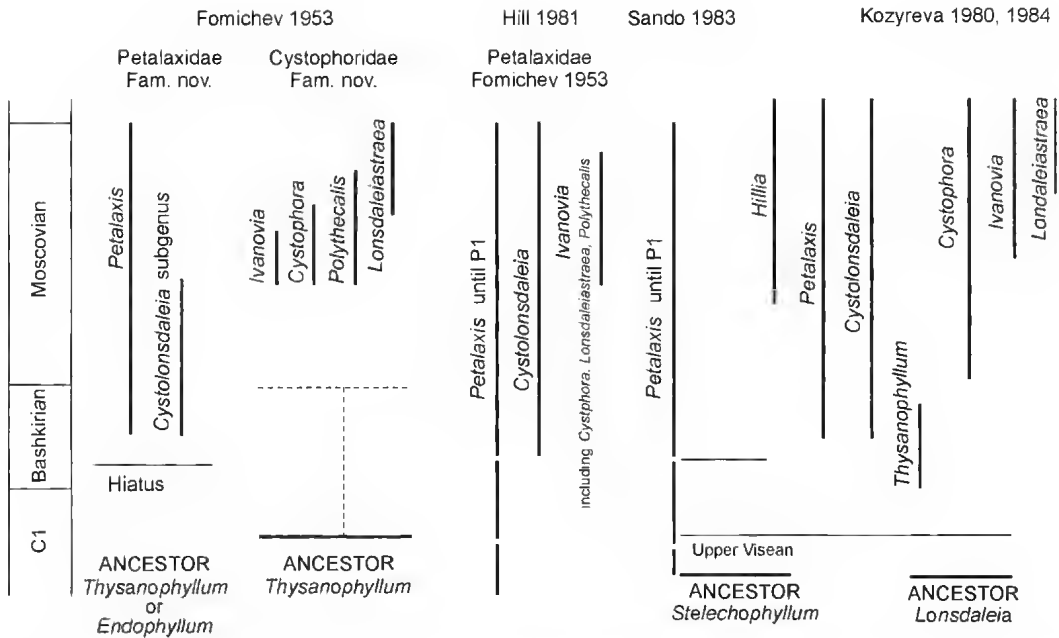 Fomichev 1953
Hill 1981
Sando 1983
Kozyreva 1980, 1984
Petalaxidae
Fam. nov.
Cystophoridae
Fam. nov.
Petalaxidae
Fomichev 1953
Moscovian
Bashkirian
C1
Petalaxis
Cystolonsdaleia subgenus
Hiatus
ANCESTOR
Thysanophyllum
or
Endophyllum
Ivanovia
Cystophora
Polythecalis
Lonsdaleiastraea
ANCESTOR
Thysanophyllum
Petalaxis until P1
Cystolonsdaleia
Ivanovia
including Cystphora, Lonsdaleiastraea, Polythecalis
Petalaxis until P1
Hillia
Petalaxis
Cystolonsdaleia
Thysanophyllum
Cystophora
Ivanovia
Londaleiastraea
Upper Visean
ANCESTOR
Stelechophyllum
ANCESTOR
Lonsdaleia